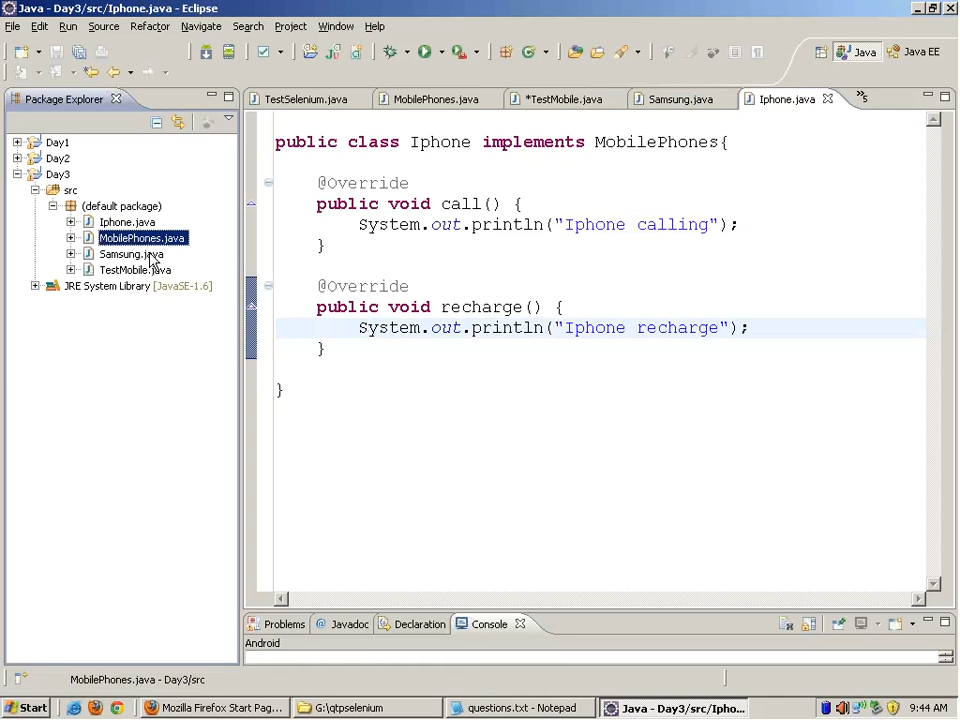 Java - Day3/src/Iphone.java - Eclipse
File Edit Run Source Refactor Navigate Search Project Window Help
Java Java EE
Package Explorer
TestSelenium.java MobilePhones.java *TestMobile.java Samsung.java Iphone.java »5
Day1
Day2
Day3
src
(default package)
Iphone.java
MobilePhones.java
Samsung.java
TestMobile.java
JRE System Library [JavaSE-1.6]
public class Iphone implements MobilePhones{
@Override
public void call() {
System.out.println("Iphone calling");
}
@Override
public void recharge() {
System.out.println("Iphone recharge");
}
}
Problems @ Javadoc Declaration Console
Android
MobilePhones.java - Day3/src
Start Mozilla Firefox Start Pag... G:\qtpselenium questions.txt - Notepad Java - Day3/src/Ipho... 9:44 AM